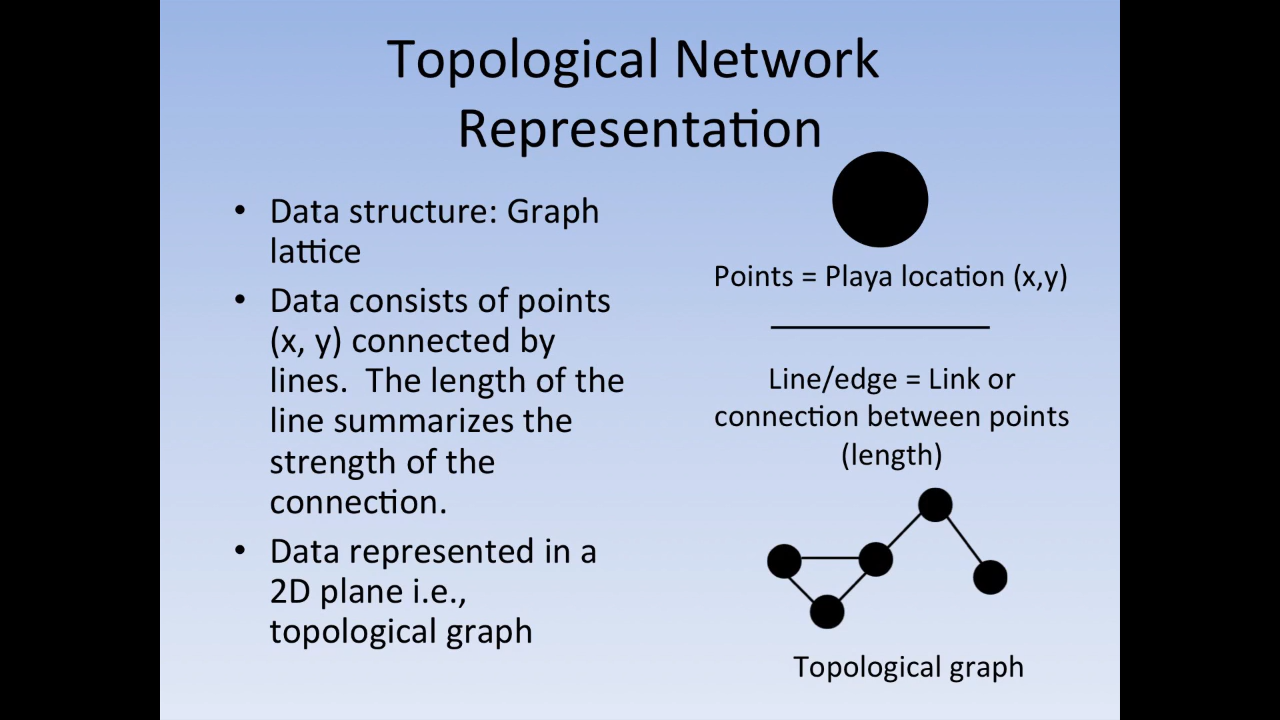 Topological Network
Representation
• Data structure: Graph
lattice
• Data consists of points
(x, y) connected by
lines.  The length of the
line summarizes the
strength of the
connection.
• Data represented in a
2D plane i.e.,
topological graph
Points = Playa location (x,y)
Line/edge = Link or
connection between points
(length)
Topological graph